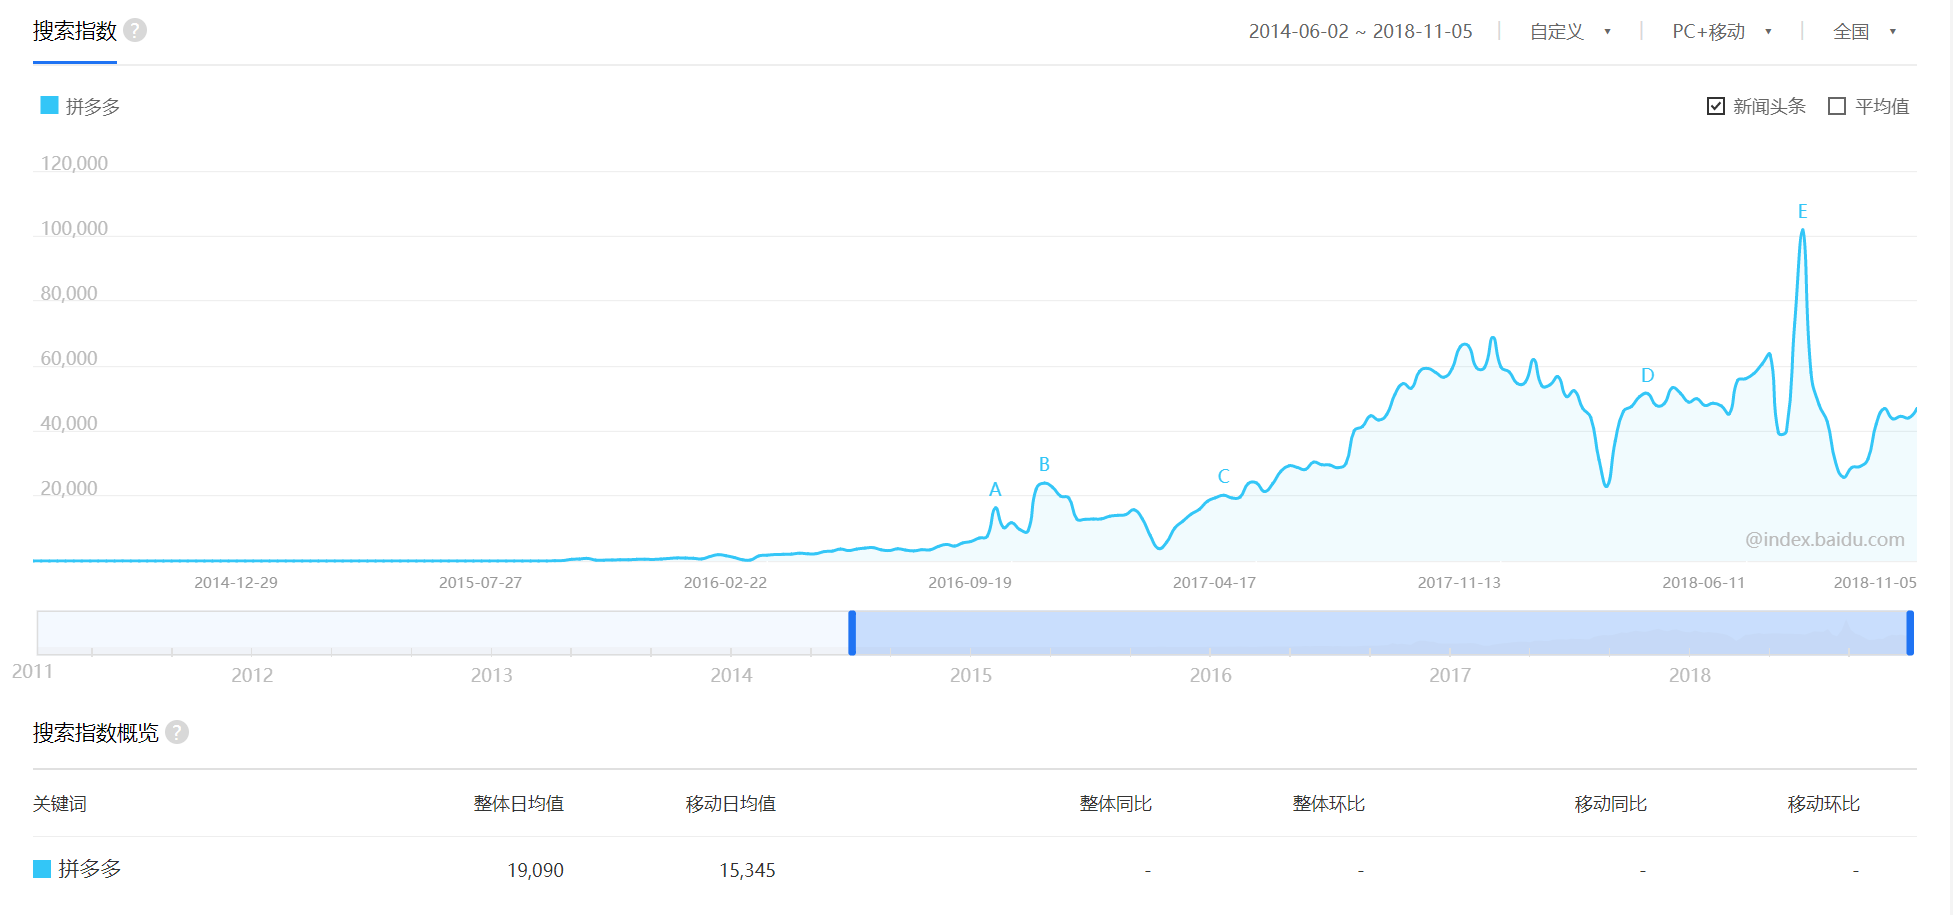 搜索指数 ?
2014-06-02 ~ 2018-11-05 自定义 PC+移动 全国
拼多多
新闻头条 平均值
120,000
100,000
80,000
60,000
40,000
20,000
A
B
C
D
E
@index.baidu.com
2014-12-29 2015-07-27 2016-02-22 2016-09-19 2017-04-17 2017-11-13 2018-06-11 2018-11-05
2011 2012 2013 2014 2015 2016 2017 2018
搜索指数概览 ?
关键词 整体日均值 移动日均值 整体同比 整体环比 移动同比 移动环比
拼多多 19,090 15,345 - - - -